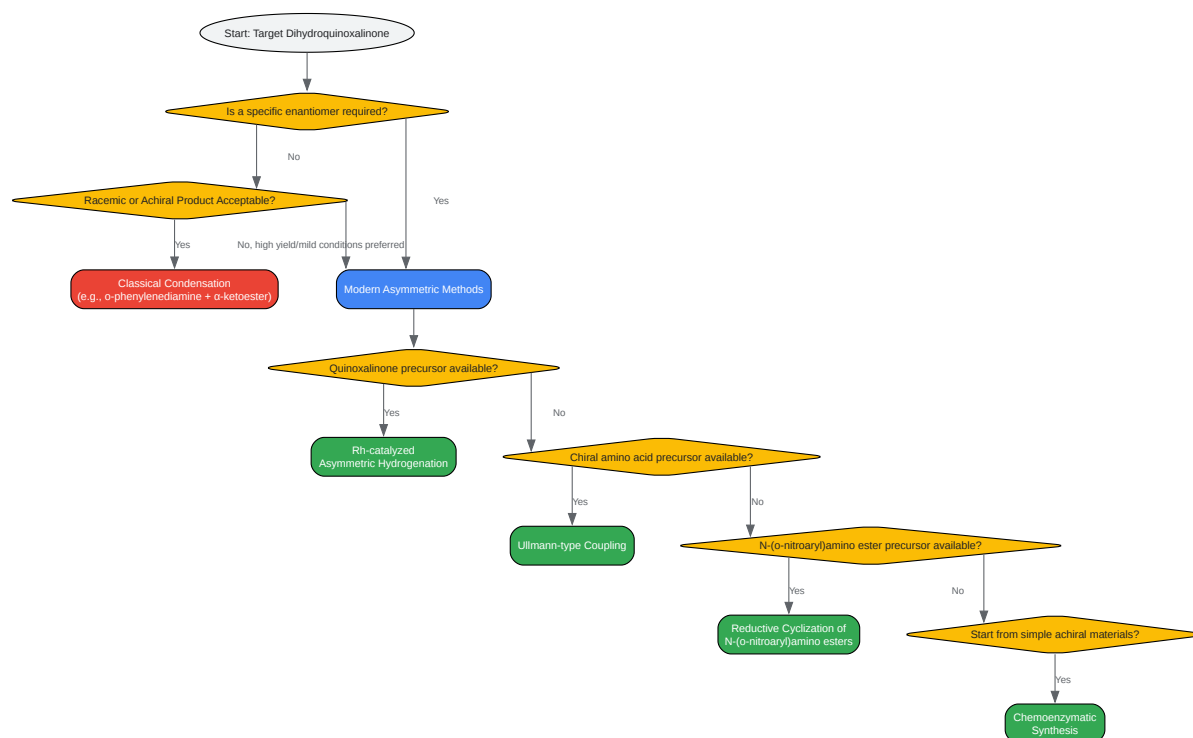 Start: Target Dihydroquinoxalinone
Is a specific enantiomer required?
No
Racemic or Achiral Product Acceptable?
Yes
Yes
No, high yield/mild conditions preferred
Classical Condensation
(e.g., o-phenylenediamine + α-ketoester)
Modern Asymmetric Methods
Quinoxalinone precursor available?
Yes
No
Rh-catalyzed
Asymmetric Hydrogenation
Chiral amino acid precursor available?
Yes
No
Ullmann-type Coupling
N-(o-nitroaryl)amino ester precursor available?
Yes
No
Reductive Cyclization of
N-(o-nitroaryl)amino esters
Start from simple achiral materials?
Yes
Chemoenzymatic
Synthesis